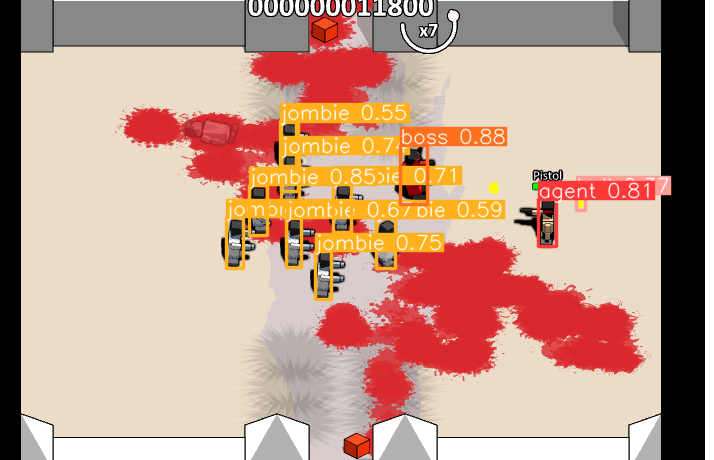 000000011800
x7
jombie 0.55
boss 0.88
jombie 0.7
jombie 0.85
0.71
Pistol
agent 0.81
jombie 0.67
0.59
jombie 0.75